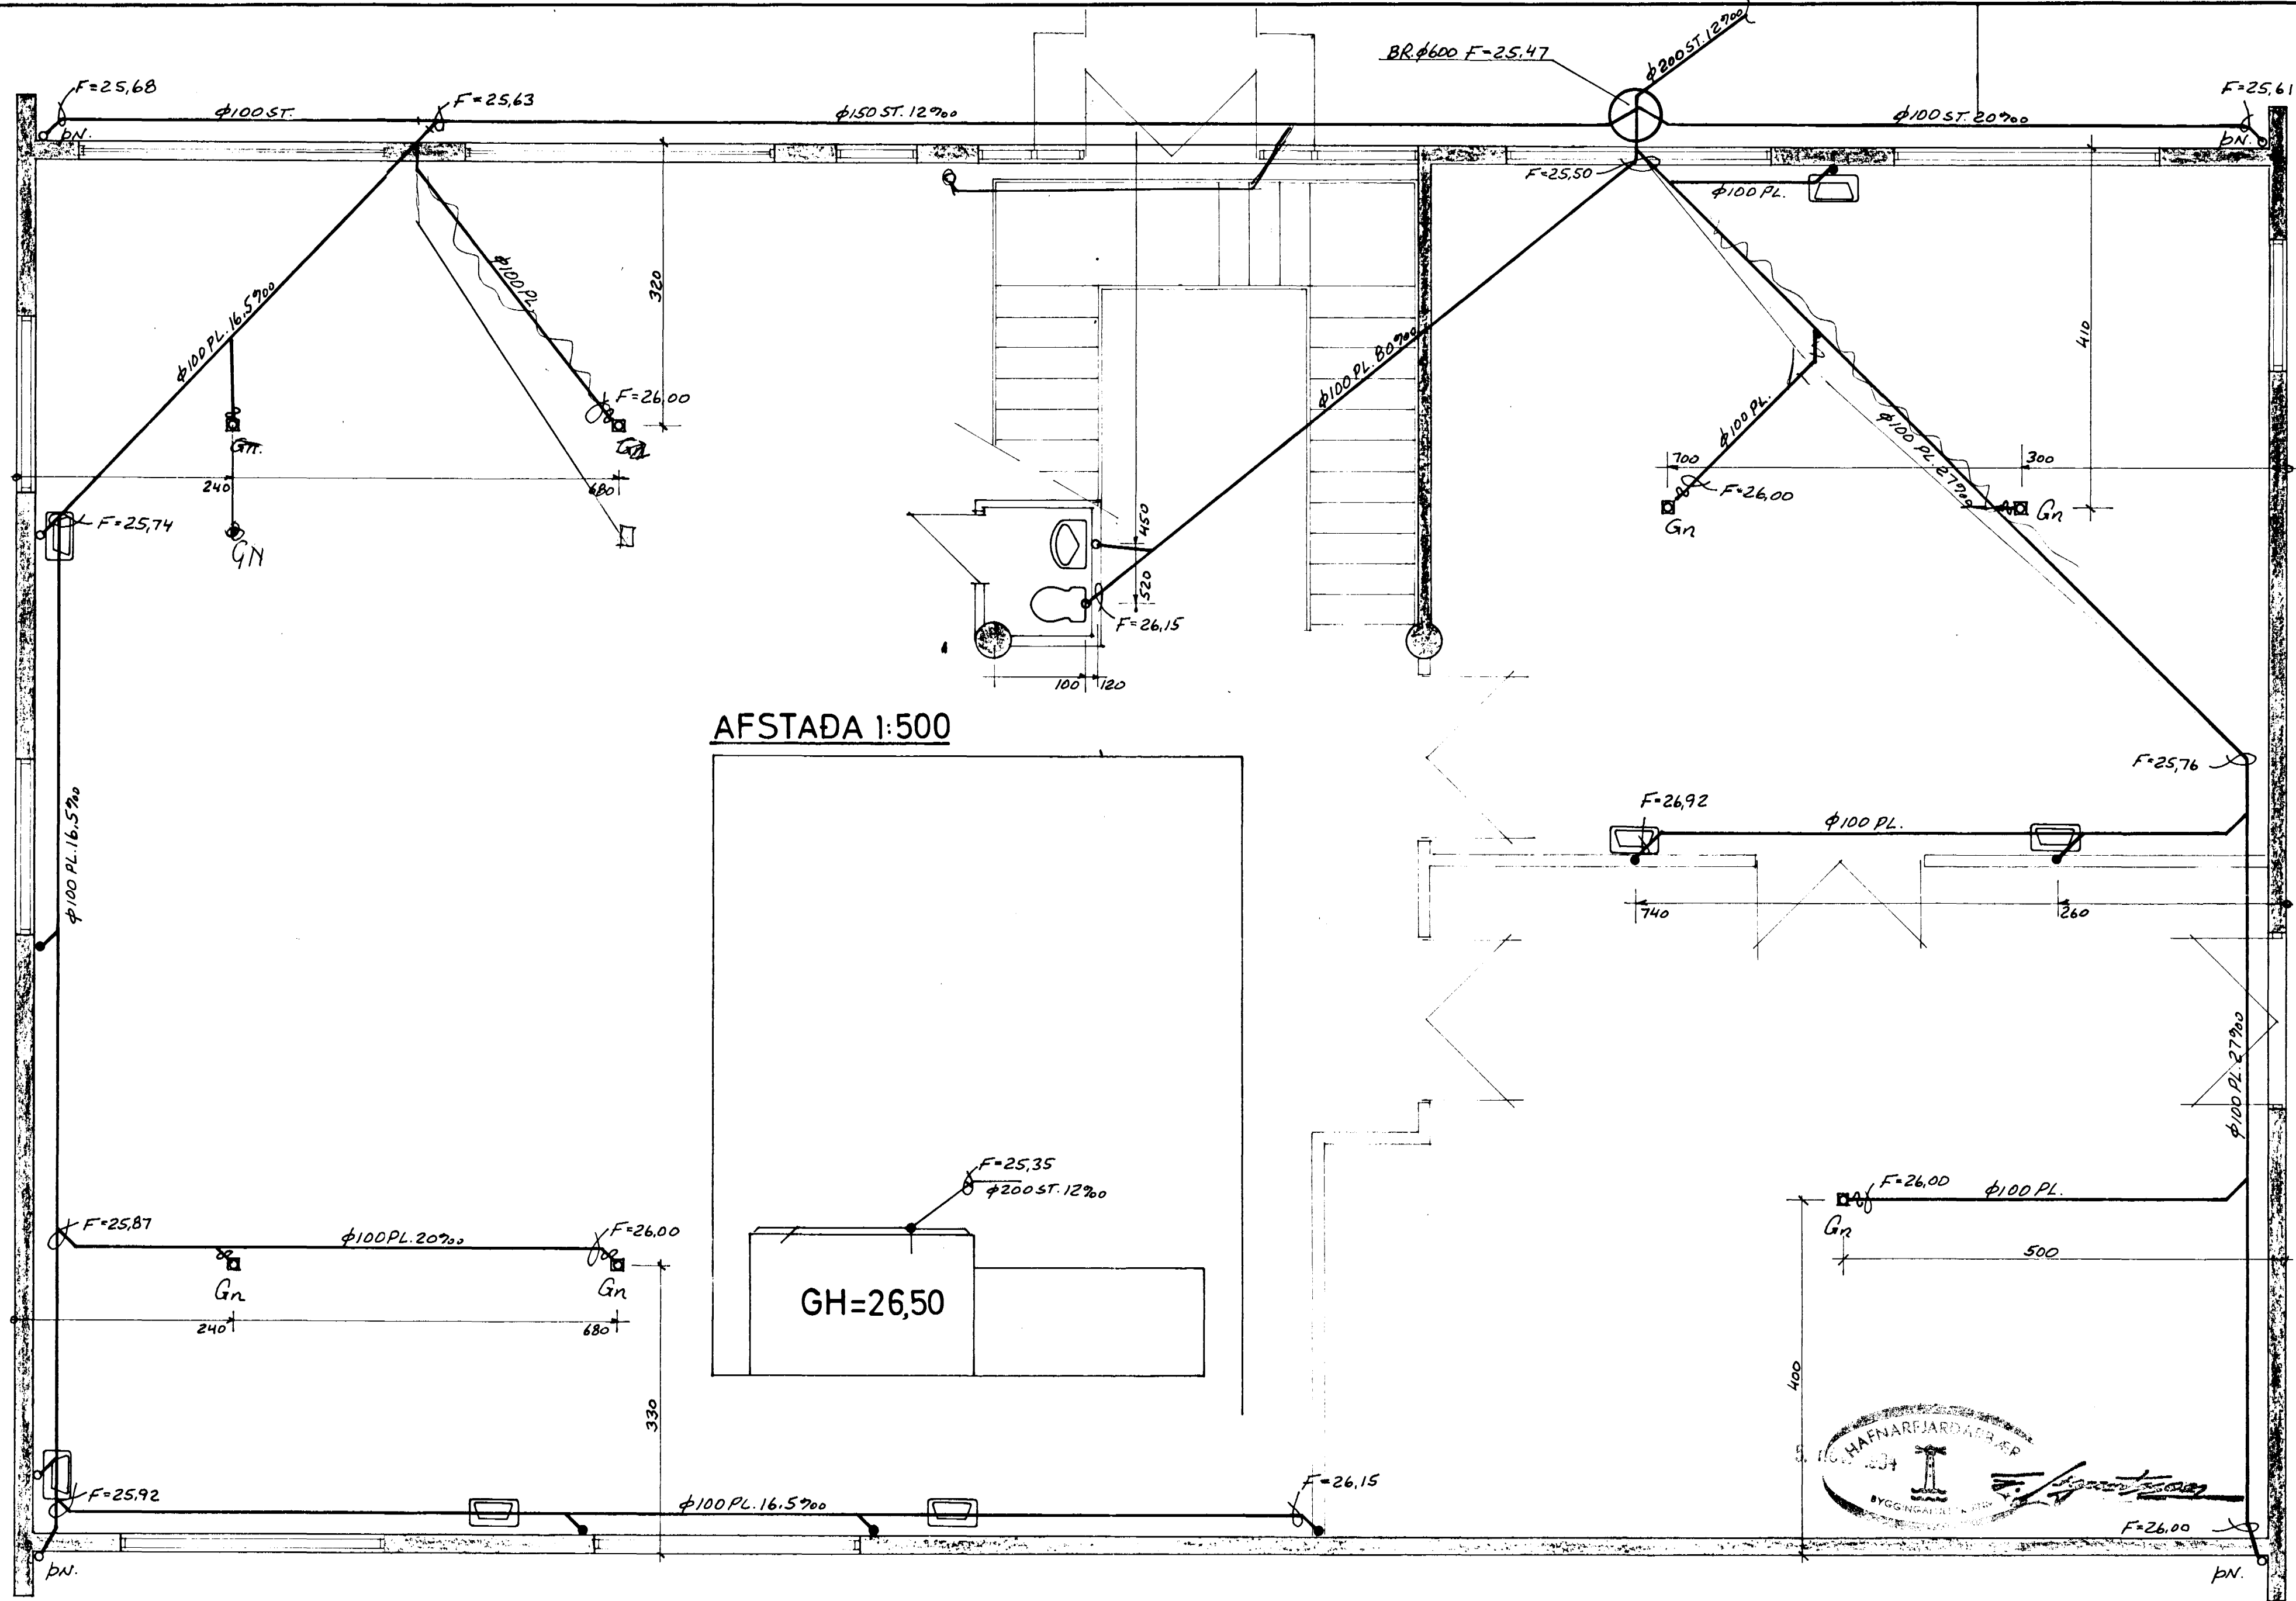 BR.φ600 F=25,47
φ200 ST. 12‰
F=25,68
φ100 ST.
F=25,63
φ150 ST. 12‰
φ100 ST. 20‰
F=25,61
þN.
þN.
F=25,50
φ100 PL.
φ100 PL. 16,5‰
φ100 PL.
320
410
F=26,00
φ100 PL. 80‰
φ100 PL.
φ100 PL. 27‰
Gn.
240
680
700
300
F=26,00
Gn
Gn
F=25,74
GN
450
520
F=26,15
100
120
AFSTAÐA 1:500
F=25,76
F=26,92
φ100 PL.
φ100 PL. 16,5‰
740
260
φ100 PL. 27‰
F=25,35
φ200 ST. 12‰
F=26,00
φ100 PL.
Gn
500
F=25,87
φ100 PL. 20‰
F=26,00
Gn
Gn
GH=26,50
240
680
330
400
HAFNARFJARÐARBÆR
F=25,92
φ100 PL. 16,5‰
F=26,15
F=26,00
þN.
þN.